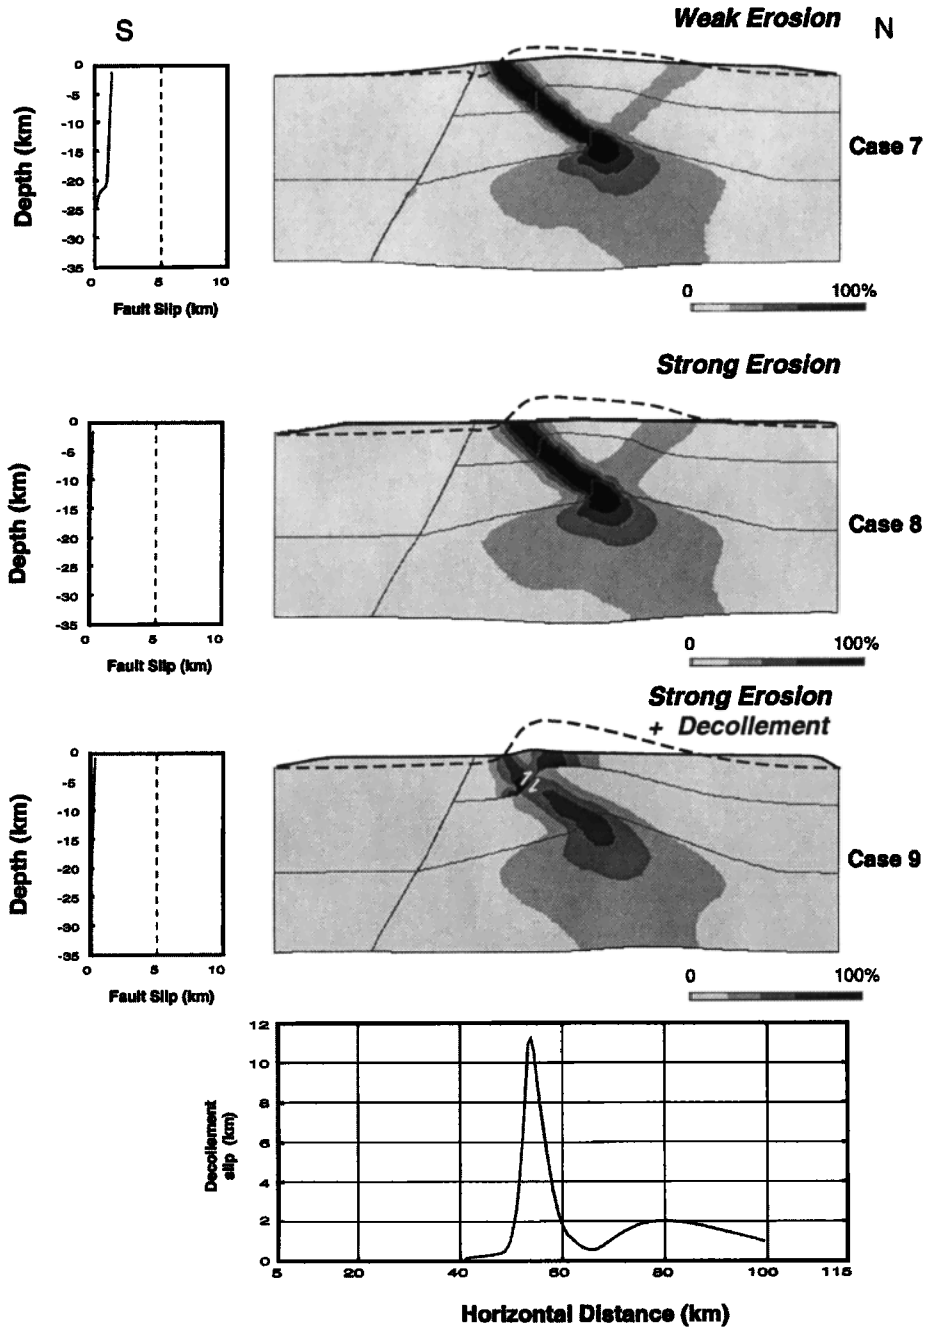 S
Weak Erosion
N
0
-5
-10
-15
-20
-25
-30
-35
Depth (km)
0 5 10
Fault Slip (km)
Case 7
0 100%
Strong Erosion
0
-5
-10
-15
-20
-25
-30
-35
Depth (km)
0 5 10
Fault Slip (km)
Case 8
0 100%
Strong Erosion
+ Decollement
0
-5
-10
-15
-20
-25
-30
-35
Depth (km)
0 5 10
Fault Slip (km)
Case 9
0 100%
12
10
8
6
4
2
0
Decollement
slip (km)
5 20 40 60 80 100 115
Horizontal Distance (km)